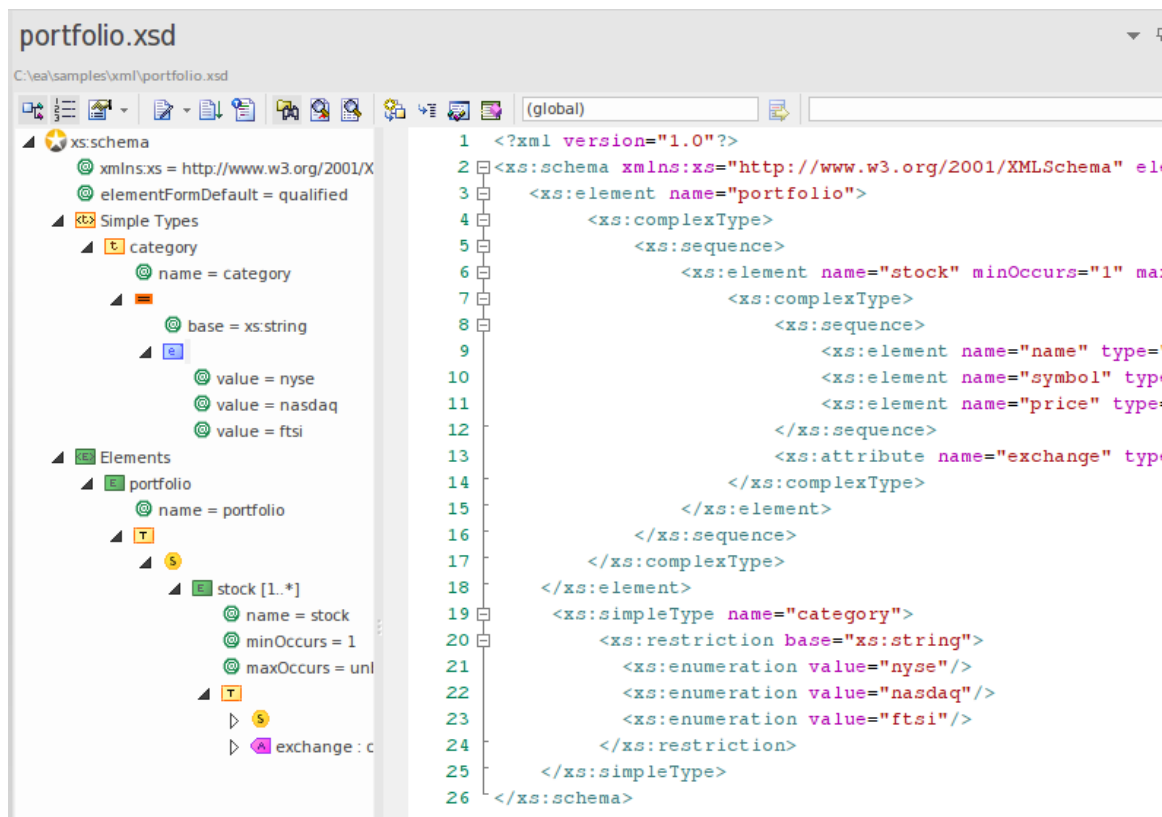 portfolio.xsd
C:\ea\samples\xml\portfolio.xsd
(global)
xs:schema
xmlns:xs = http://www.w3.org/2001/X
elementFormDefault = qualified
Simple Types
category
name = category
base = xs:string
e
value = nyse
value = nasdaq
value = ftsi
Elements
portfolio
name = portfolio
T
S
stock [1..*]
name = stock
minOccurs = 1
maxOccurs = unl
T
S
exchange : c
1 <?xml version="1.0"?>
2 <xs:schema xmlns:xs="http://www.w3.org/2001/XMLSchema" ele
3 <xs:element name="portfolio">
4 <xs:complexType>
5 <xs:sequence>
6 <xs:element name="stock" minOccurs="1" max
7 <xs:complexType>
8 <xs:sequence>
9 <xs:element name="name" type="
10 <xs:element name="symbol" type
11 <xs:element name="price" type=
12 </xs:sequence>
13 <xs:attribute name="exchange" type
14 </xs:complexType>
15 </xs:element>
16 </xs:sequence>
17 </xs:complexType>
18 </xs:element>
19 <xs:simpleType name="category">
20 <xs:restriction base="xs:string">
21 <xs:enumeration value="nyse"/>
22 <xs:enumeration value="nasdaq"/>
23 <xs:enumeration value="ftsi"/>
24 </xs:restriction>
25 </xs:simpleType>
26 </xs:schema>